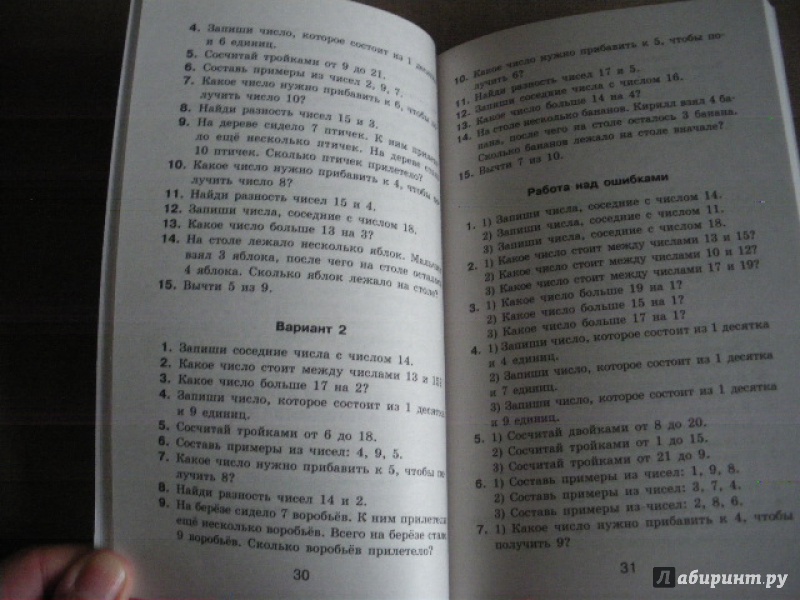 4. Запиши число, которое состоит из 1 десятка
и 6 единиц.
5. Сосчитай тройками от 9 до 21.
6. Составь примеры из чисел 2, 9, 7.
7. Какое число нужно прибавить к 6, чтобы
лучить число 10?
8. Найди разность чисел 15 и 3.
9. На дереве сидело 7 птичек. К ним
ло ещё несколько птичек. На дереве
10 птичек. Сколько птичек прилетело?
10. Какое число нужно прибавить к 4, чтобы
лучить число 8?
11. Найди разность чисел 15 и 4.
12. Запиши числа, соседние с числом 18.
13. Какое число больше 13 на 3?
14. На столе лежало несколько яблок.
взял 3 яблока, после чего на столе
4 яблока. Сколько яблок лежало на столе?
15. Вычти 5 из 9.
Вариант 2
1. Запиши соседние числа с числом 14.
2. Какое число стоит между числами 13 и 15?
3. Какое число больше 17 на 2?
4. Запиши число, которое состоит из 1 десятка
и 9 единиц.
5. Сосчитай тройками от 6 до 18.
6. Составь примеры из чисел: 4, 9, 5.
7. Какое число нужно прибавить к 5, чтобы по-
лучить 8?
8. Найди разность чисел 14 и 2.
9. На берёзе сидело 7 воробьёв. К ним прилетели
ещё несколько воробьёв. Всего на берёзе
9 воробьёв. Сколько воробьёв прилетело?
30
10. Какое число нужно прибавить к 5, чтобы по-
лучить 6?
11. Найди разность чисел 17 и 5.
12. Запиши соседние числа с числом 16.
13. Какое число больше 14 на 4?
14. На столе несколько бананов. Кирилл взял 4 ба-
нана, после чего на столе осталось 3 банана.
Сколько бананов лежало на столе вначале?
15. Вычти 7 из 10.
Работа над ошибками
1. 1) Запиши числа, соседние с числом 14.
2) Запиши числа, соседние с числом 11.
3) Запиши числа, соседние с числом 18.
2. 1) Какое число стоит между числами 13 и 15?
2) Какое число стоит между числами 10 и 12?
3) Какое число стоит между числами 17 и 19?
3. 1) Какое число больше 19 на 1?
2) Какое число больше 15 на 1?
3) Какое число больше 17 на 1?
4. 1) Запиши число, которое состоит из 1 десятка
и 4 единиц.
2) Запиши число, которое состоит из 1 десятка
и 7 единиц.
3) Запиши число, которое состоит из 1 десятка
и 9 единиц.
5. 1) Сосчитай двойками от 8 до 20.
2) Сосчитай тройками от 1 до 15.
3) Сосчитай тройками от 21 до 9.
6. 1) Составь примеры из чисел: 1, 9, 8.
2) Составь примеры из чисел: 3, 7, 4.
3) Составь примеры из чисел: 2, 8, 6.
7. 1) Какое число нужно прибавить к 4, чтобы
получить 9?
31
Лабиринт.ру